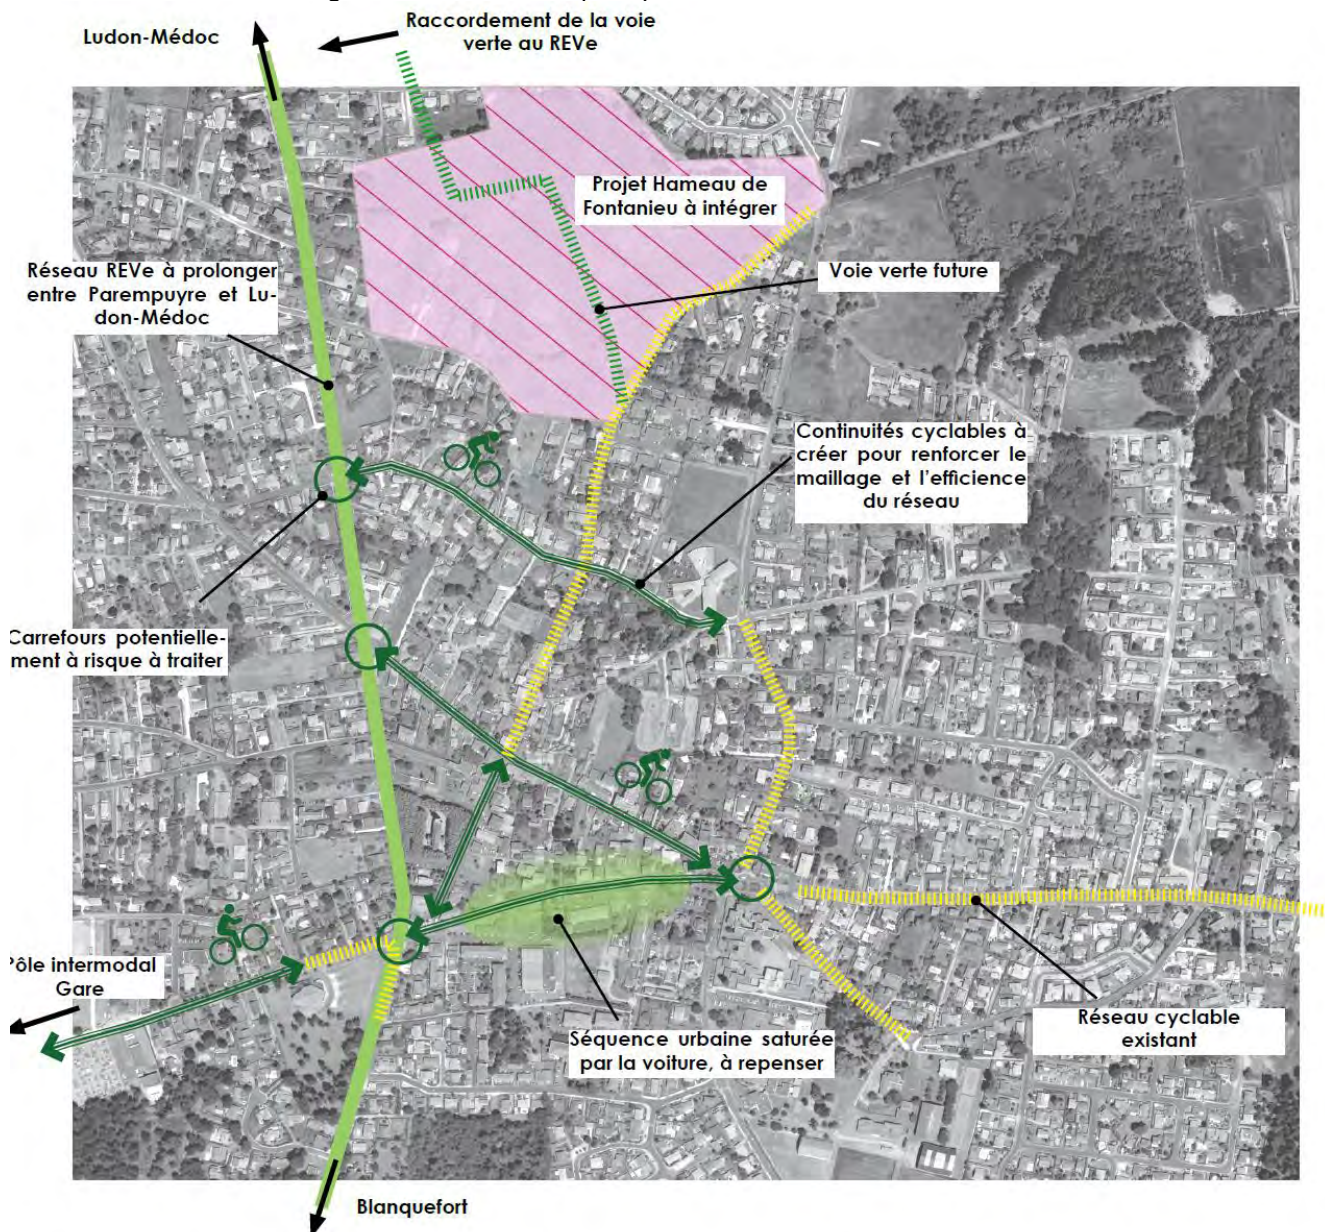 Raccordement de la voie
verte au REVe
Ludon-Médoc
Projet Hameau de
Fontanieu à intégrer
Réseau REVe à prolonger
entre Parempuyre et Lu-
don-Médoc
Voie verte future
Continuités cyclables à
créer pour renforcer le
maillage et l'efficience
du réseau
Carrefours potentielle-
ment à risque à traiter
Pôle intermodal
Gare
Séquence urbaine saturée
par la voiture, à repenser
Réseau cyclable
existant
Blanquefort